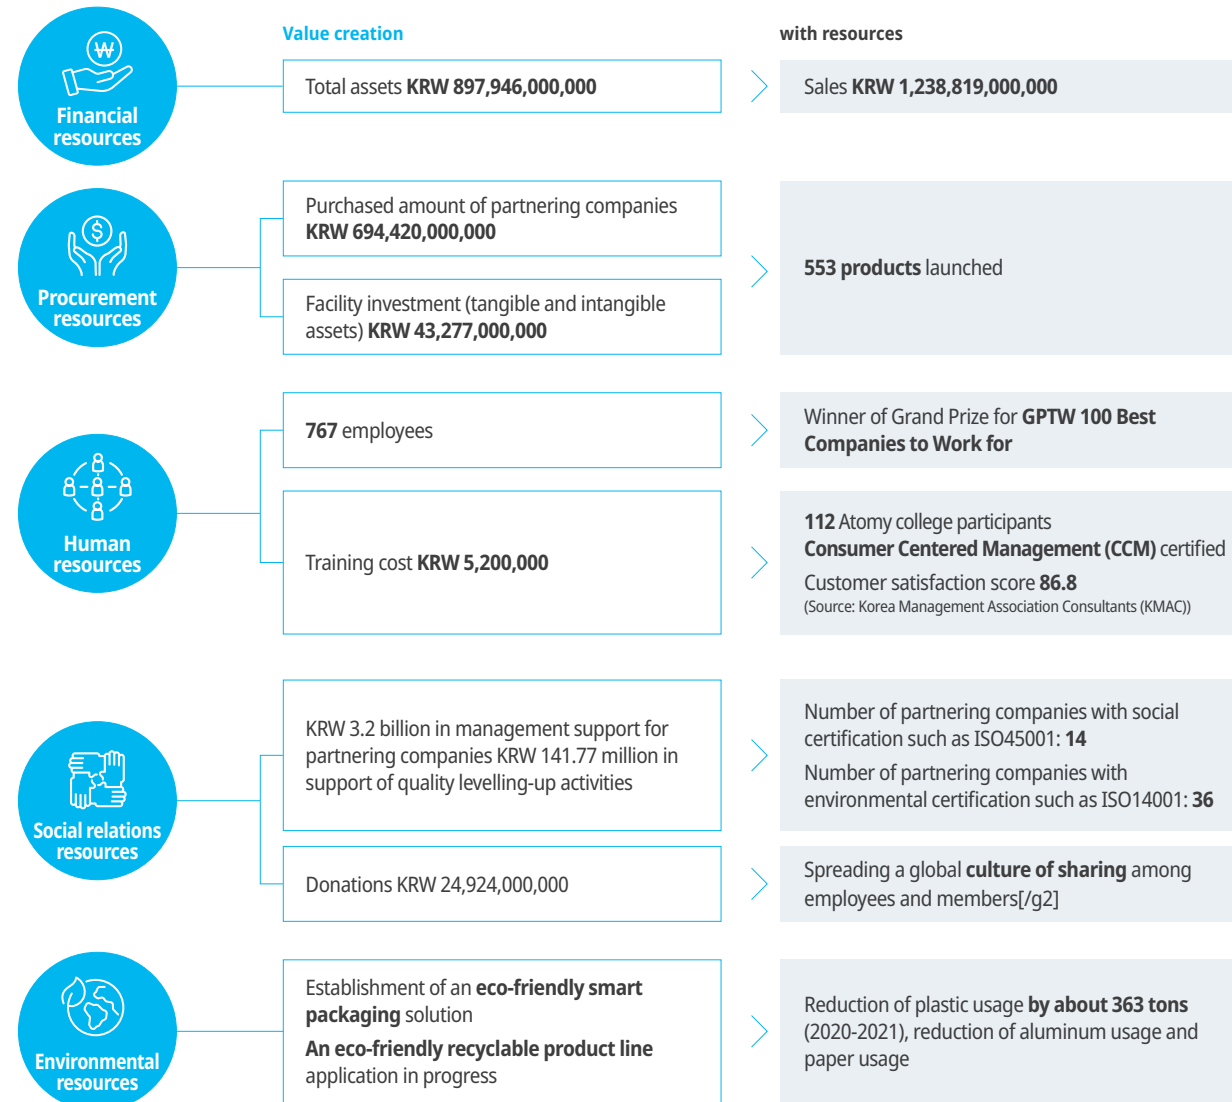 Value creation
with resources
₩
Financial
resources
Total assets KRW 897,946,000,000
Sales KRW 1,238,819,000,000
$
Procurement
resources
Purchased amount of partnering companies
KRW 694,420,000,000
Facility investment (tangible and intangible
assets) KRW 43,277,000,000
553 products launched
Human
resources
767 employees
Winner of Grand Prize for GPTW 100 Best
Companies to Work for
Training cost KRW 5,200,000
112 Atomy college participants
Consumer Centered Management (CCM) certified
Customer satisfaction score 86.8
(Source: Korea Management Association Consultants (KMAC))
Social relations
resources
KRW 3.2 billion in management support for
partnering companies KRW 141.77 million in
support of quality levelling-up activities
Number of partnering companies with social
certification such as ISO45001: 14
Number of partnering companies with
environmental certification such as ISO14001: 36
Donations KRW 24,924,000,000
Spreading a global culture of sharing among
employees and members[/g2]
Environmental
resources
Establishment of an eco-friendly smart
packaging solution
An eco-friendly recyclable product line
application in progress
Reduction of plastic usage by about 363 tons
(2020-2021), reduction of aluminum usage and
paper usage